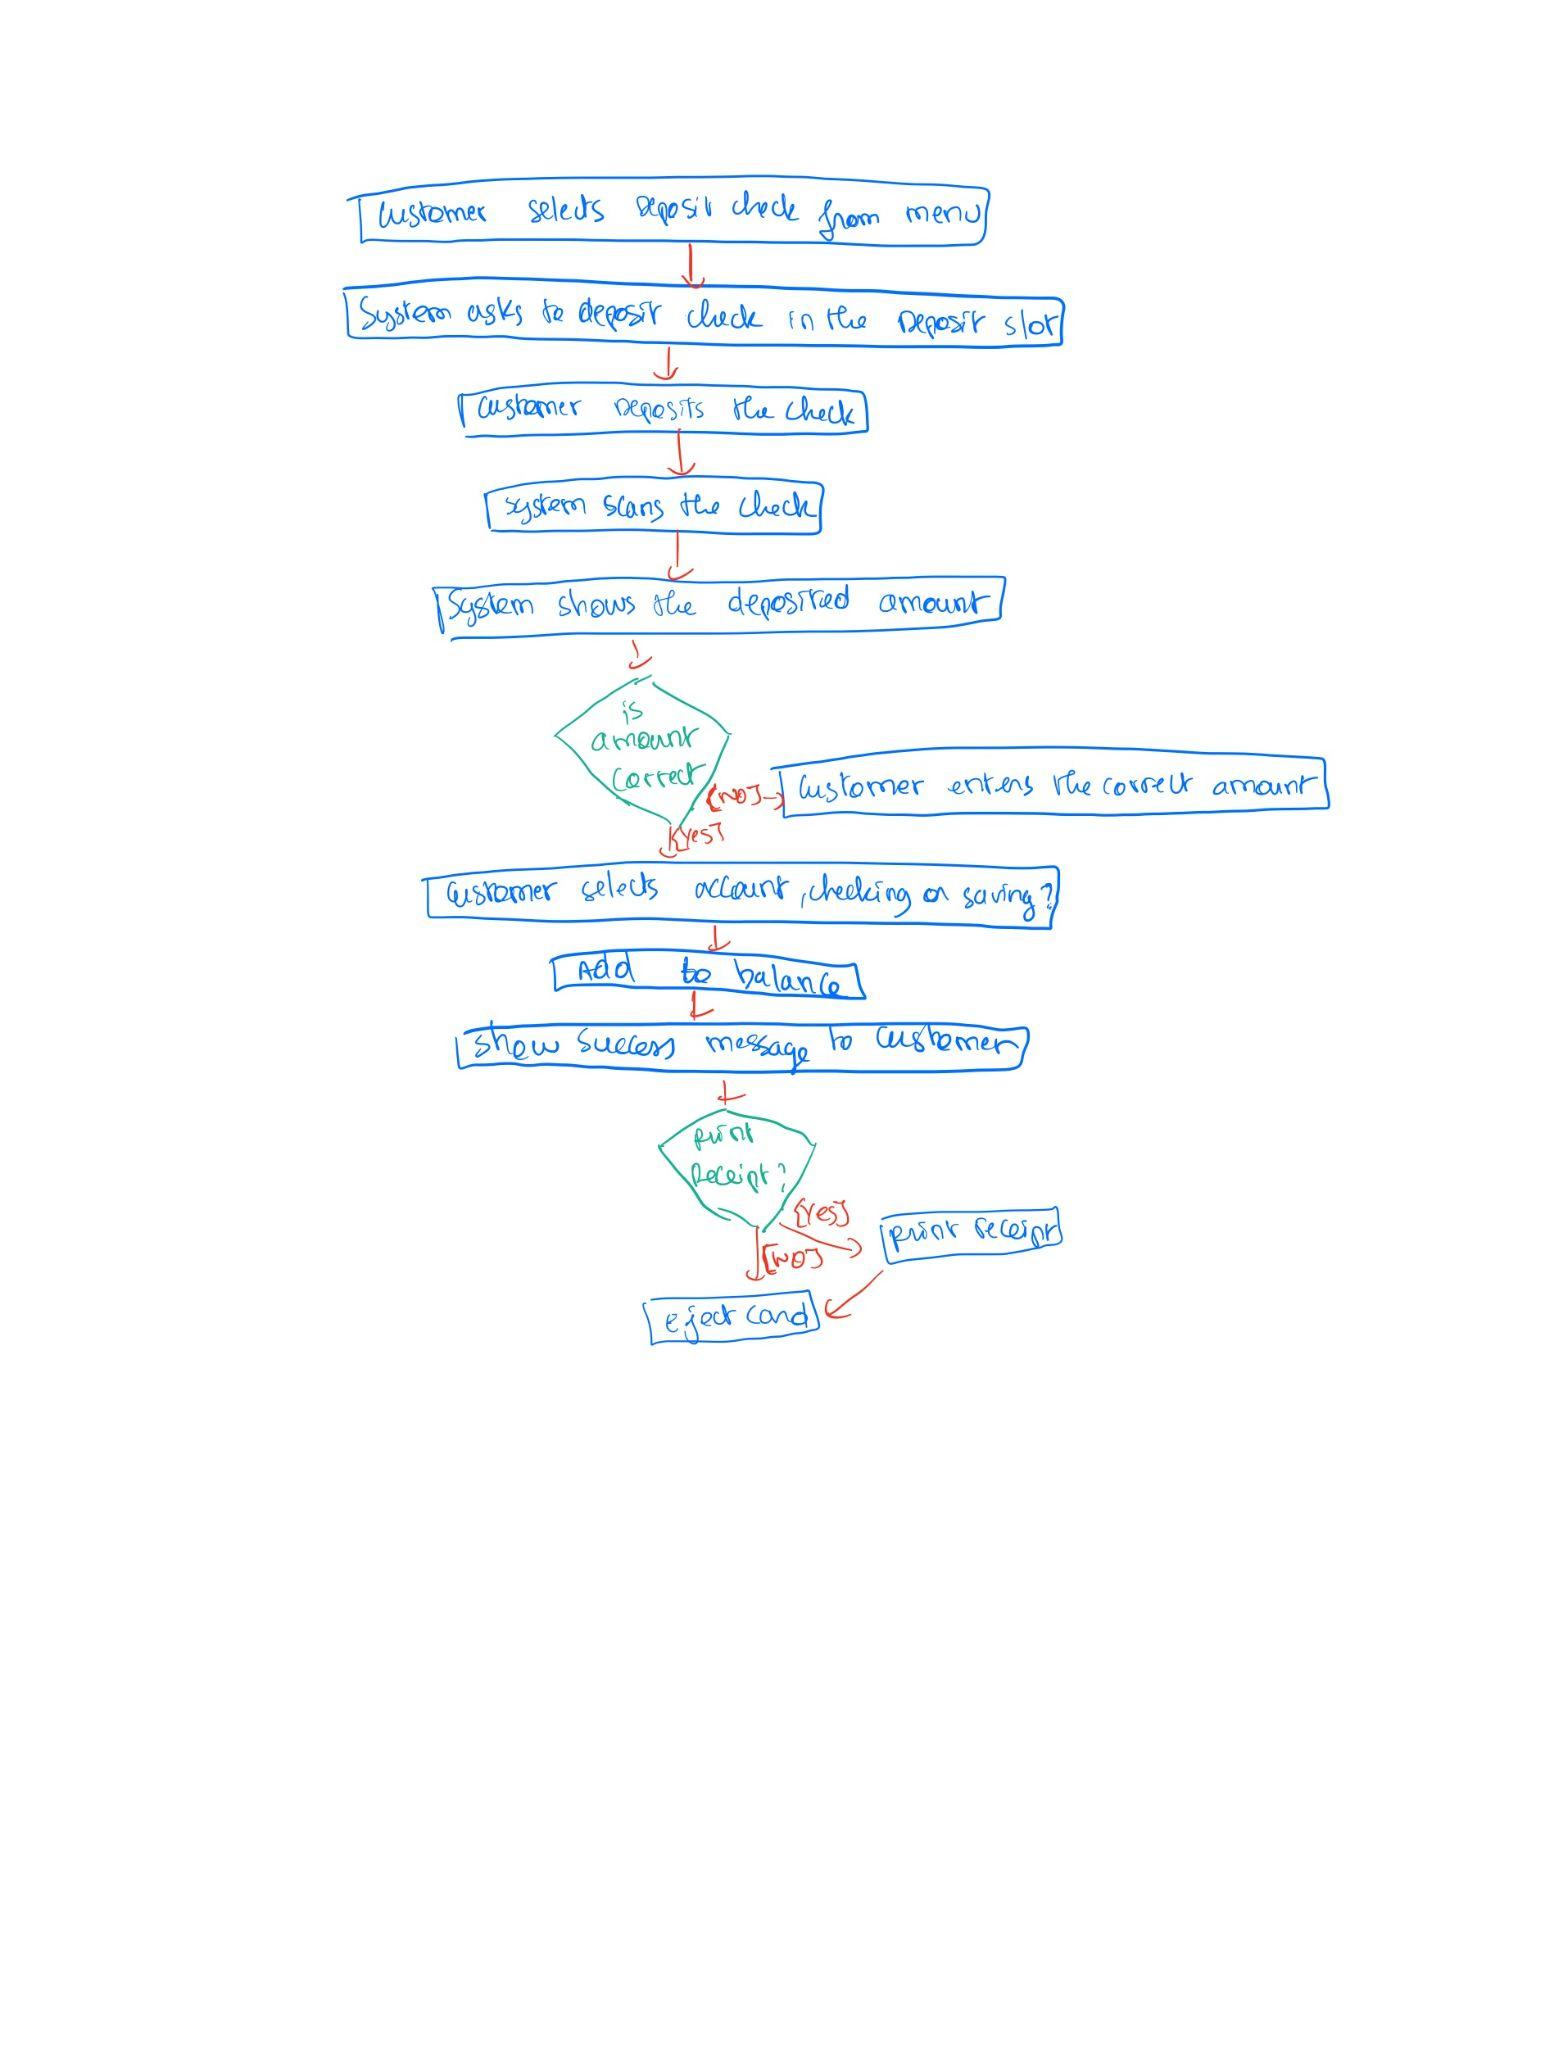 Customer selects Deposit check from menu
System asks to deposit check in the Deposit slot
Customer Deposits the check
System scans the check
System shows the deposited amount
is
amount
correct
[NO]
Customer enters the correct amount
[Yes]
Customer selects account, checking or saving?
Add to balance
show success message to customer
print
Receipt?
[Yes]
print receipt
[NO]
eject card